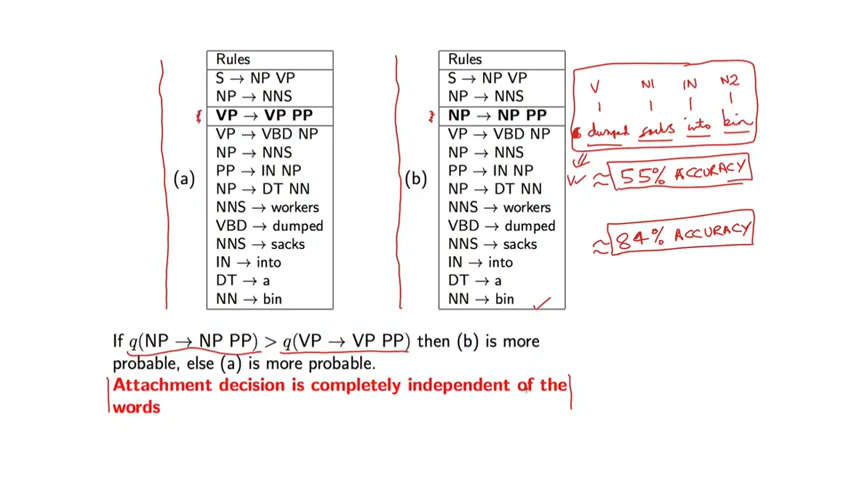 Rules
S → NP VP
NP → NNS
VP → VP PP
VP → VBD NP
NP → NNS
PP → IN NP
NP → DT NN
NNS → workers
VBD → dumped
NNS → sacks
IN → into
DT → a
NN → bin
(a)
Rules
S → NP VP
NP → NNS
NP → NP PP
VP → VBD NP
NP → NNS
PP → IN NP
NP → DT NN
NNS → workers
VBD → dumped
NNS → sacks
IN → into
DT → a
NN → bin
(b)
V N1 IN N2
dumped sacks into bin
≈ 55% ACCURACY
≈ 84% ACCURACY
If q(NP → NP PP) > q(VP → VP PP) then (b) is more
probable, else (a) is more probable.
Attachment decision is completely independent of the
words